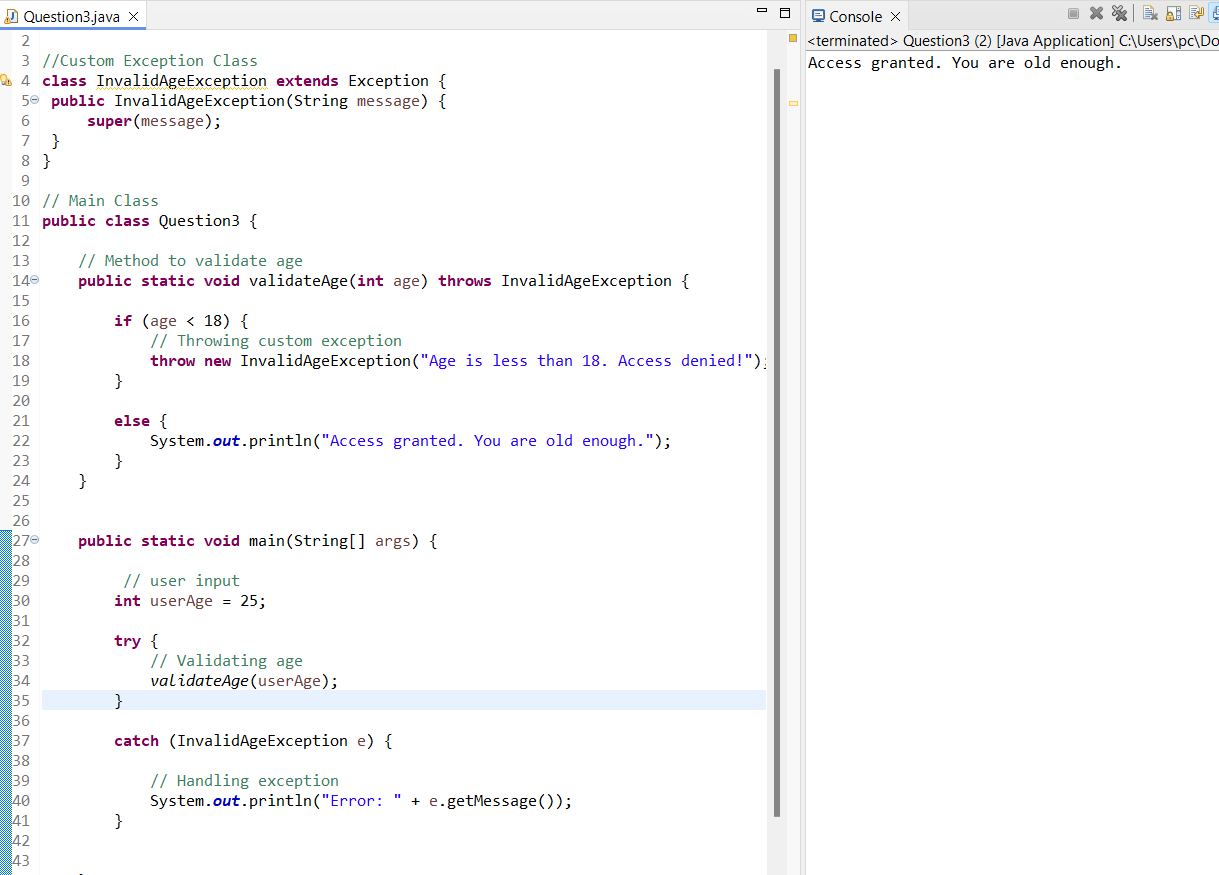 Question3.java
2
3 //Custom Exception Class
4 class InvalidAgeException extends Exception {
5 public InvalidAgeException(String message) {
6 super(message);
7 }
8 }
9
10 // Main Class
11 public class Question3 {
12
13 // Method to validate age
14 public static void validateAge(int age) throws InvalidAgeException {
15
16 if (age < 18) {
17 // Throwing custom exception
18 throw new InvalidAgeException("Age is less than 18. Access denied!");
19 }
20
21 else {
22 System.out.println("Access granted. You are old enough.");
23 }
24 }
25
26
27 public static void main(String[] args) {
28
29 // user input
30 int userAge = 25;
31
32 try {
33 // Validating age
34 validateAge(userAge);
35 }
36
37 catch (InvalidAgeException e) {
38
39 // Handling exception
40 System.out.println("Error: " + e.getMessage());
41 }
42
43
Console
<terminated> Question3 (2) [Java Application] C:\Users\pc\Do
Access granted. You are old enough.